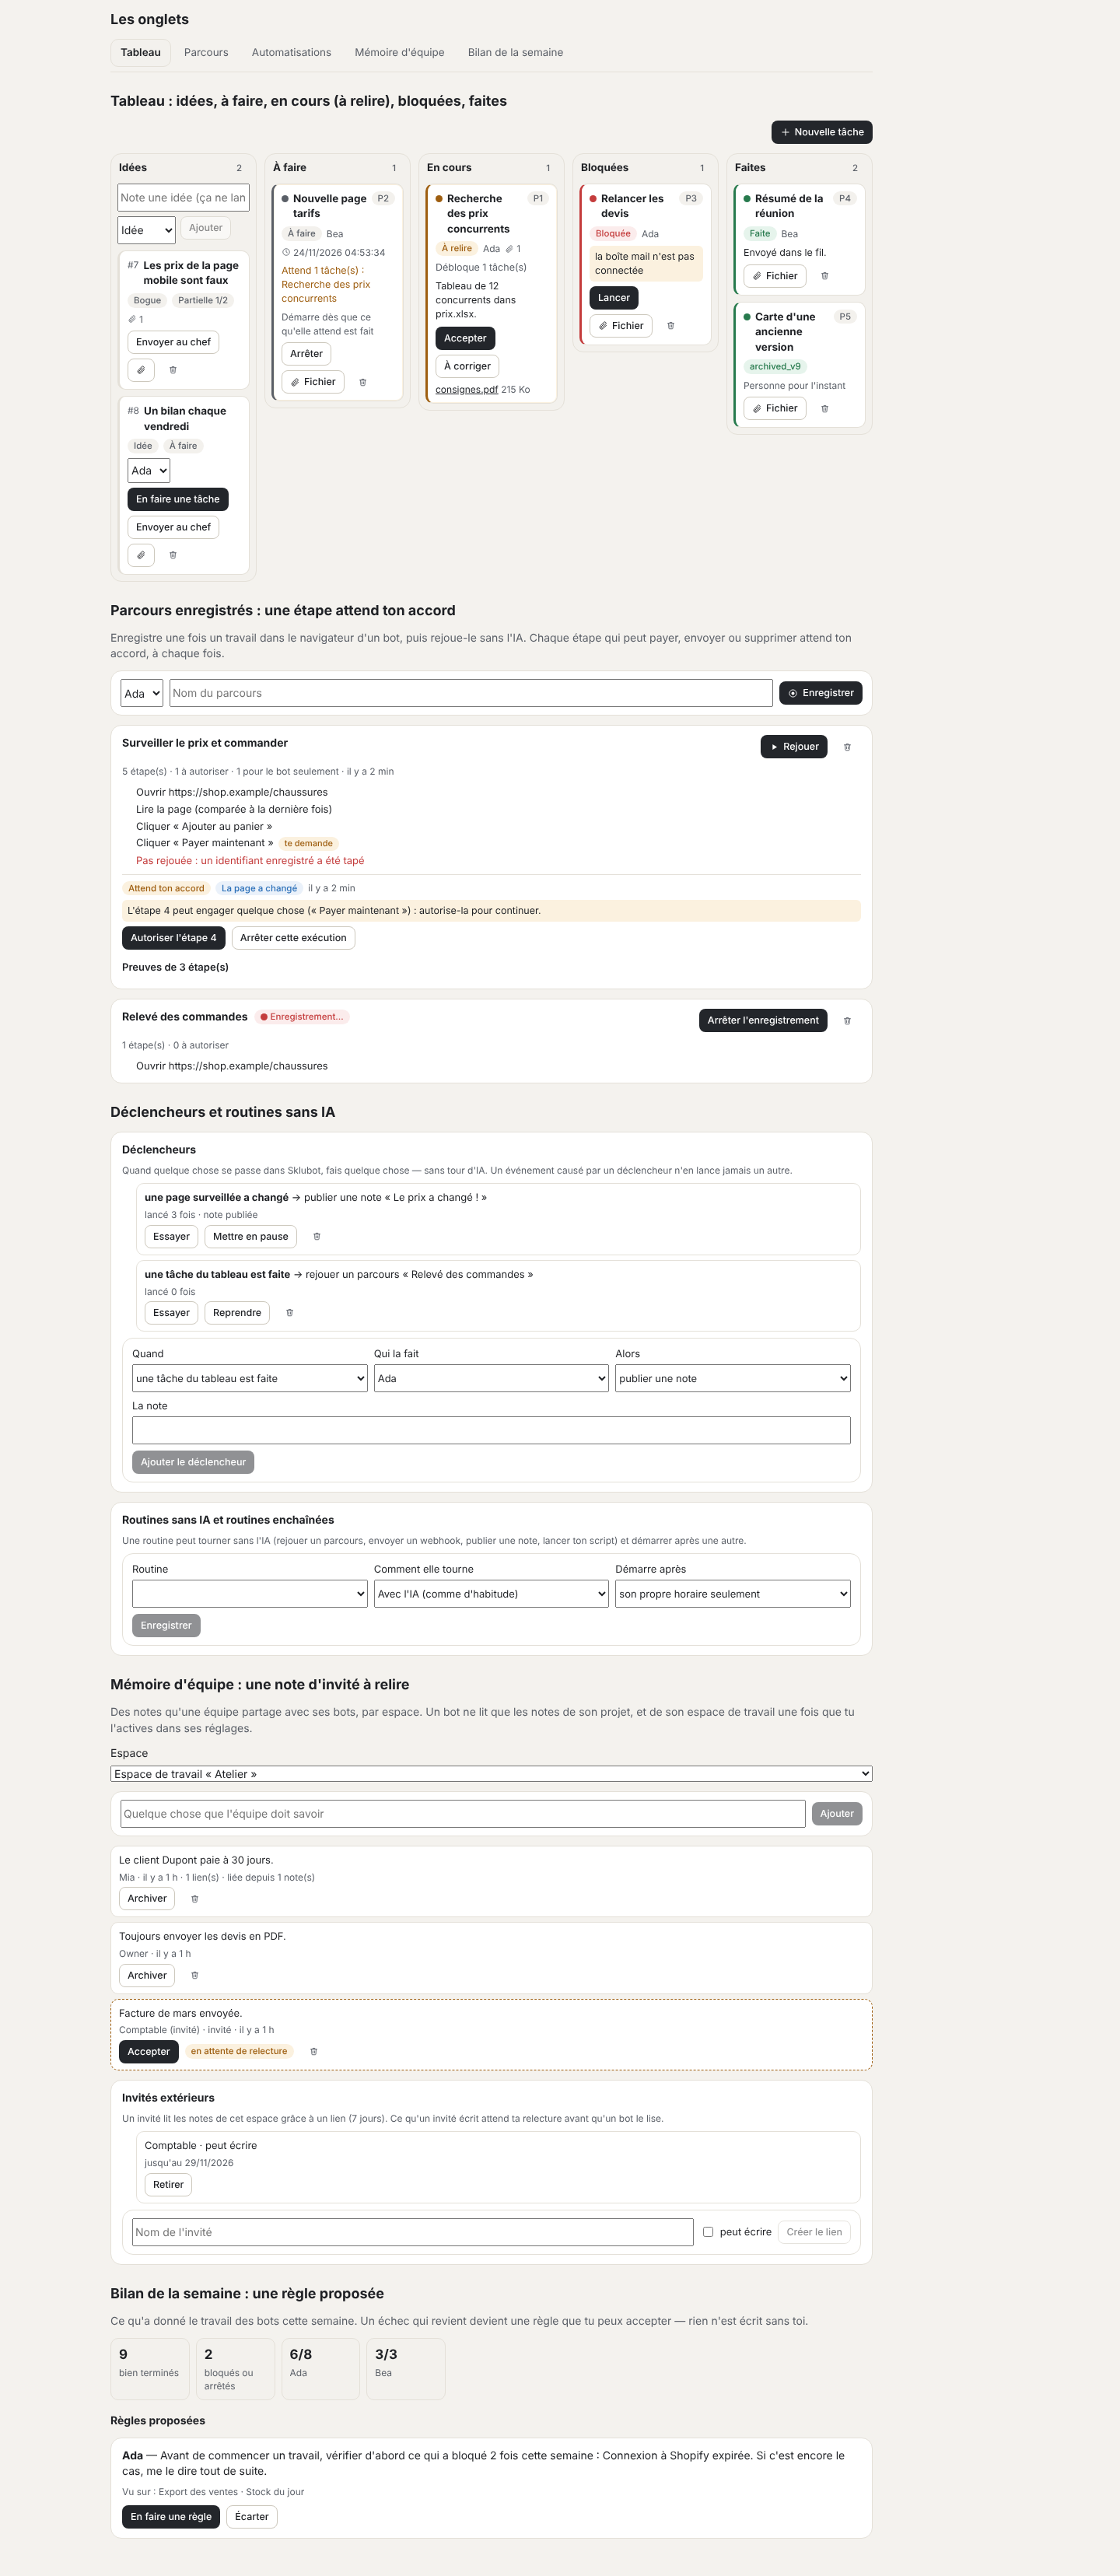 Les onglets
Tableau
Parcours
Automatisations
Mémoire d'équipe
Bilan de la semaine
Tableau : idées, à faire, en cours (à relire), bloquées, faites
+ Nouvelle tâche
Idées 2
Note une idée (ça ne lan
Idée
Ajouter
#7 Les prix de la page
mobile sont faux
Bogue Partielle 1/2
1
Envoyer au chef
#8 Un bilan chaque
vendredi
Idée À faire
Ada
En faire une tâche
Envoyer au chef
À faire 1
Nouvelle page P2
tarifs
À faire Bea
24/11/2026 04:53:34
Attend 1 tâche(s) :
Recherche des prix
concurrents
Démarre dès que ce
qu'elle attend est fait
Arrêter
Fichier
En cours 1
Recherche P1
des prix
concurrents
À relire Ada 1
Débloque 1 tâche(s)
Tableau de 12
concurrents dans
prix.xlsx.
Accepter
À corriger
consignes.pdf 215 Ko
Bloquées 1
Relancer les P3
devis
Bloquée Ada
la boîte mail n'est pas
connectée
Lancer
Fichier
Faites 2
Résumé de la P4
réunion
Faite Bea
Envoyé dans le fil.
Fichier
Carte d'une P5
ancienne
version
archived_v9
Personne pour l'instant
Fichier
Parcours enregistrés : une étape attend ton accord
Enregistre une fois un travail dans le navigateur d'un bot, puis rejoue-le sans l'IA. Chaque étape qui peut payer, envoyer ou supprimer attend ton
accord, à chaque fois.
Ada
Nom du parcours
Enregistrer
Surveiller le prix et commander
Rejouer
5 étape(s) · 1 à autoriser · 1 pour le bot seulement · il y a 2 min
Ouvrir https://shop.example/chaussures
Lire la page (comparée à la dernière fois)
Cliquer « Ajouter au panier »
Cliquer « Payer maintenant » te demande
Pas rejouée : un identifiant enregistré a été tapé
Attend ton accord La page a changé il y a 2 min
L'étape 4 peut engager quelque chose (« Payer maintenant ») : autorise-la pour continuer.
Autoriser l'étape 4
Arrêter cette exécution
Preuves de 3 étape(s)
Relevé des commandes Enregistrement…
Arrêter l'enregistrement
1 étape(s) · 0 à autoriser
Ouvrir https://shop.example/chaussures
Déclencheurs et routines sans IA
Déclencheurs
Quand quelque chose se passe dans Sklubot, fais quelque chose — sans tour d'IA. Un événement causé par un déclencheur n'en lance jamais un autre.
une page surveillée a changé → publier une note « Le prix a changé ! »
lancé 3 fois · note publiée
Essayer
Mettre en pause
une tâche du tableau est faite → rejouer un parcours « Relevé des commandes »
lancé 0 fois
Essayer
Reprendre
Quand
Qui la fait
Alors
une tâche du tableau est faite
Ada
publier une note
La note
Ajouter le déclencheur
Routines sans IA et routines enchaînées
Une routine peut tourner sans l'IA (rejouer un parcours, envoyer un webhook, publier une note, lancer ton script) et démarrer après une autre.
Routine
Comment elle tourne
Démarre après
Avec l'IA (comme d'habitude)
son propre horaire seulement
Enregistrer
Mémoire d'équipe : une note d'invité à relire
Des notes qu'une équipe partage avec ses bots, par espace. Un bot ne lit que les notes de son projet, et de son espace de travail une fois que tu
l'actives dans ses réglages.
Espace
Espace de travail « Atelier »
Quelque chose que l'équipe doit savoir
Ajouter
Le client Dupont paie à 30 jours.
Mia · il y a 1 h · 1 lien(s) · liée depuis 1 note(s)
Archiver
Toujours envoyer les devis en PDF.
Owner · il y a 1 h
Archiver
Facture de mars envoyée.
Comptable (invité) · invité · il y a 1 h
Accepter
en attente de relecture
Invités extérieurs
Un invité lit les notes de cet espace grâce à un lien (7 jours). Ce qu'un invité écrit attend ta relecture avant qu'un bot le lise.
Comptable · peut écrire
jusqu'au 29/11/2026
Retirer
Nom de l'invité
peut écrire
Créer le lien
Bilan de la semaine : une règle proposée
Ce qu'a donné le travail des bots cette semaine. Un échec qui revient devient une règle que tu peux accepter — rien n'est écrit sans toi.
9
bien terminés
2
bloqués ou
arrêtés
6/8
Ada
3/3
Bea
Règles proposées
Ada — Avant de commencer un travail, vérifier d'abord ce qui a bloqué 2 fois cette semaine : Connexion à Shopify expirée. Si c'est encore le
cas, me le dire tout de suite.
Vu sur : Export des ventes · Stock du jour
En faire une règle
Écarter